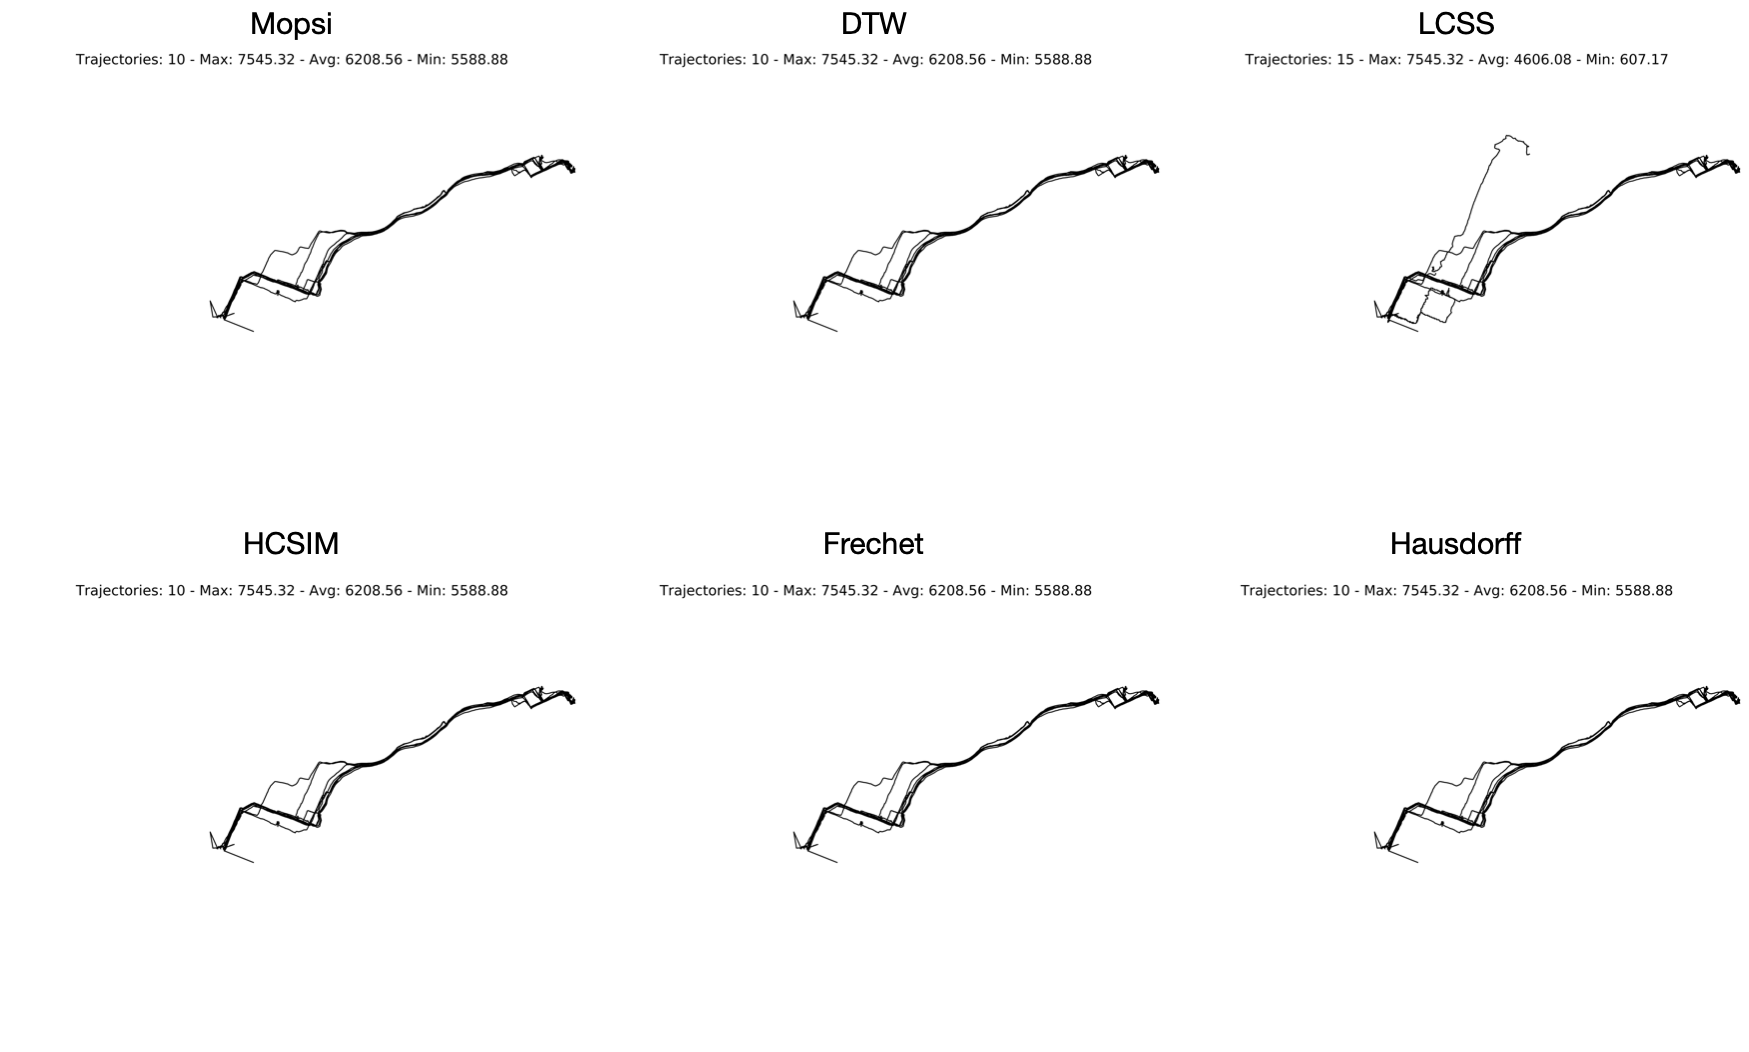 Mopsi
Trajectories: 10 - Max: 7545.32 - Avg: 6208.56 - Min: 5588.88
DTW
Trajectories: 10 - Max: 7545.32 - Avg: 6208.56 - Min: 5588.88
LCSS
Trajectories: 15 - Max: 7545.32 - Avg: 4606.08 - Min: 607.17
HCSIM
Trajectories: 10 - Max: 7545.32 - Avg: 6208.56 - Min: 5588.88
Frechet
Trajectories: 10 - Max: 7545.32 - Avg: 6208.56 - Min: 5588.88
Hausdorff
Trajectories: 10 - Max: 7545.32 - Avg: 6208.56 - Min: 5588.88